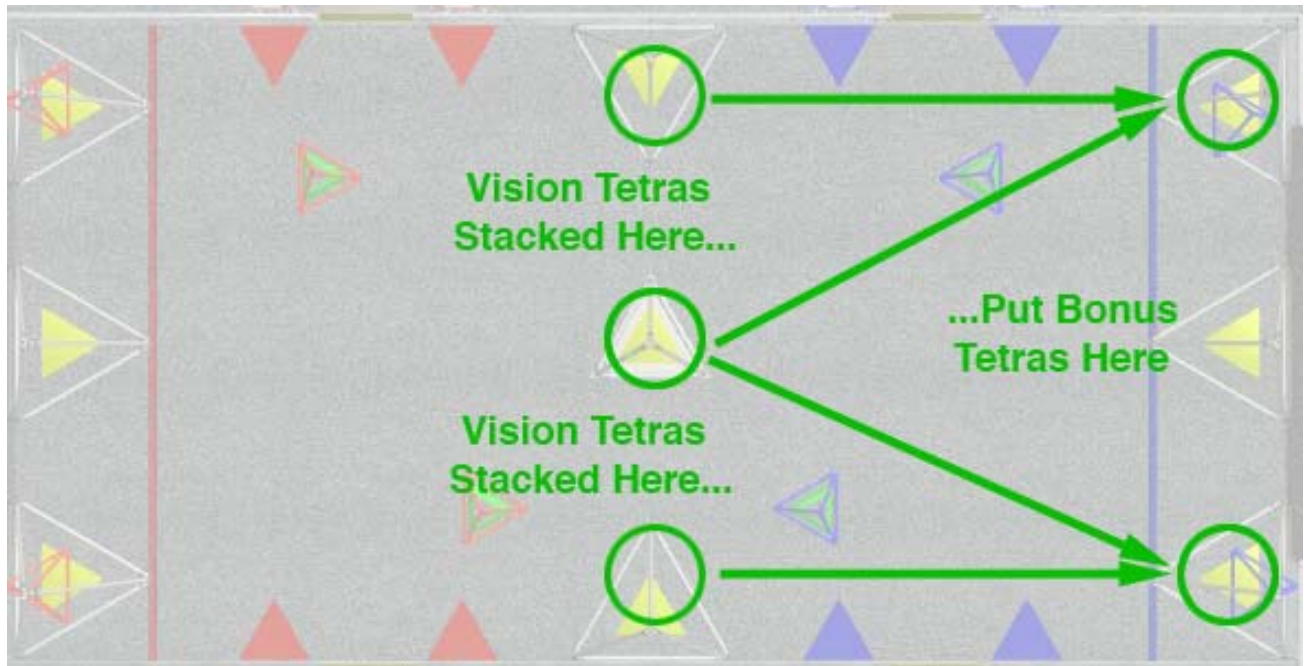 Vision Tetras
Stacked Here...
...Put Bonus
Tetras Here
Vision Tetras
Stacked Here...